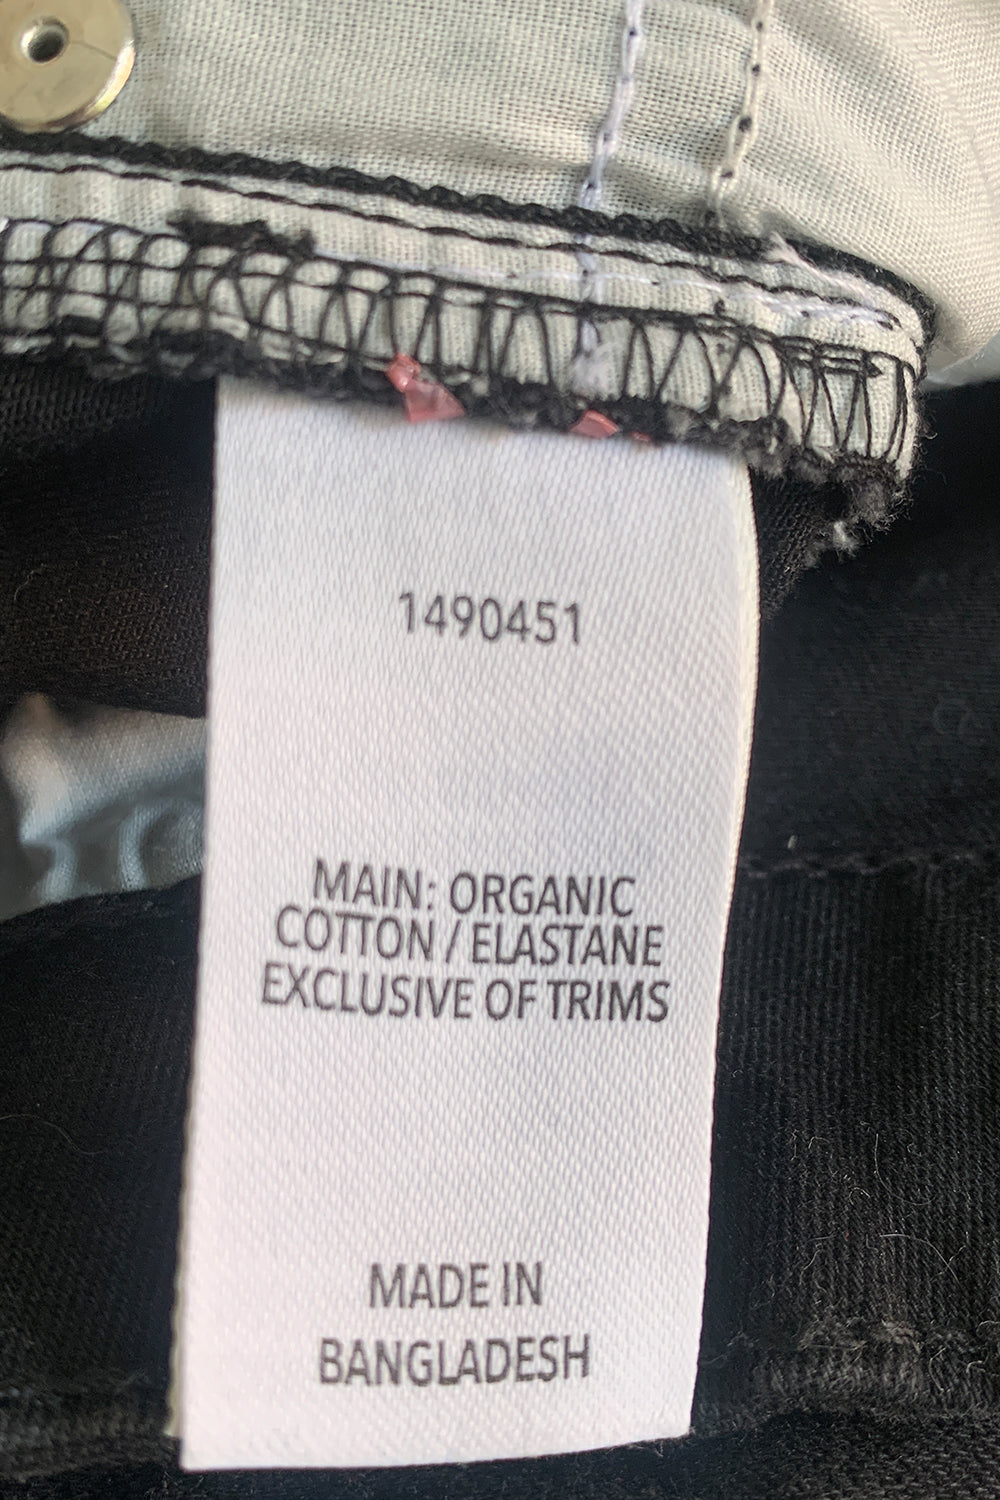 1490451
MAIN: ORGANIC
COTTON / ELASTANE
EXCLUSIVE OF TRIMS
MADE IN
BANGLADESH